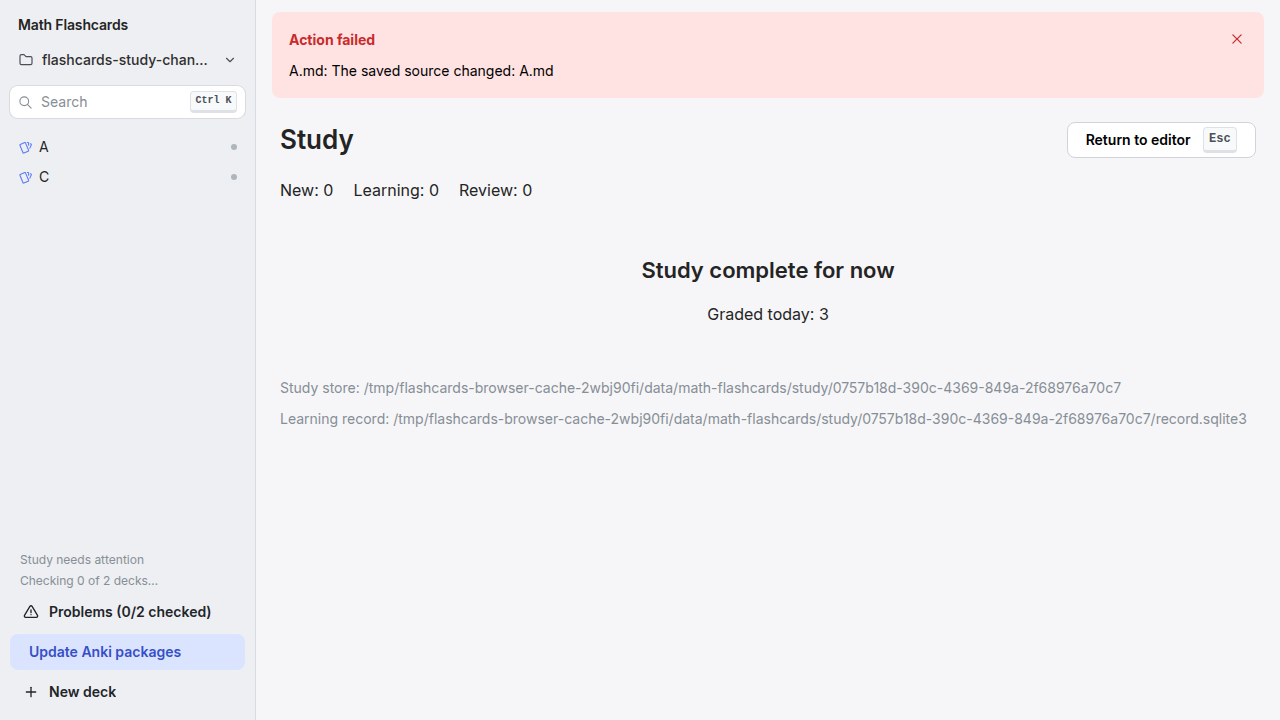 Math Flashcards
flashcards-study-chan...
Search
Ctrl K
A
C
Study needs attention
Checking 0 of 2 decks...
Problems (0/2 checked)
Update Anki packages
New deck
Action failed
A.md: The saved source changed: A.md
Study
Return to editor Esc
New: 0 Learning: 0 Review: 0
Study complete for now
Graded today: 3
Study store: /tmp/flashcards-browser-cache-2wbj90fi/data/math-flashcards/study/0757b18d-390c-4369-849a-2f68976a70c7
Learning record: /tmp/flashcards-browser-cache-2wbj90fi/data/math-flashcards/study/0757b18d-390c-4369-849a-2f68976a70c7/record.sqlite3